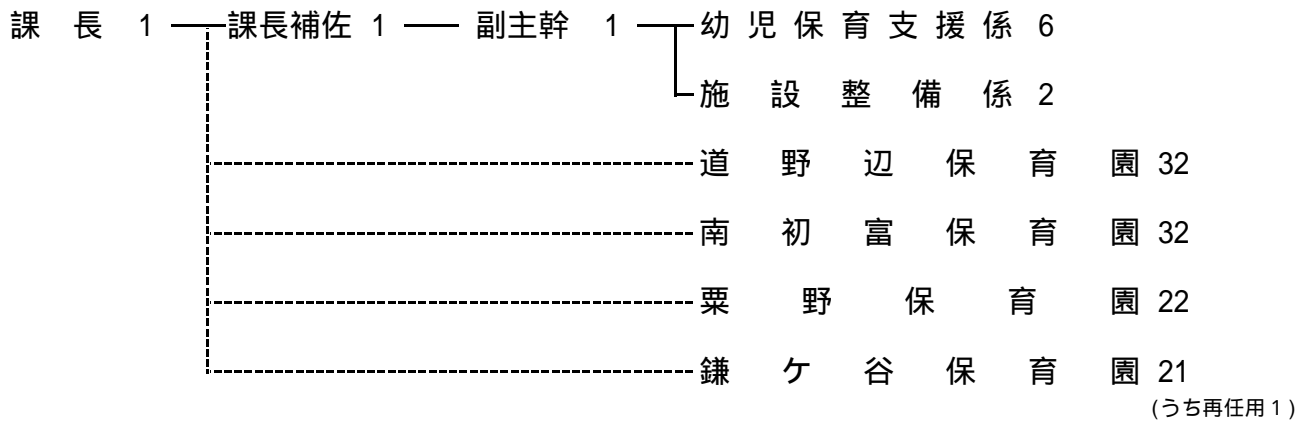 課長 1 課長補佐 1 副主幹 1 幼児保育支援係 6
施設整備係 2
道野辺保育園 32
南初富保育園 32
粟野保育園 22
鎌ケ谷保育園 21
(うち再任用1)